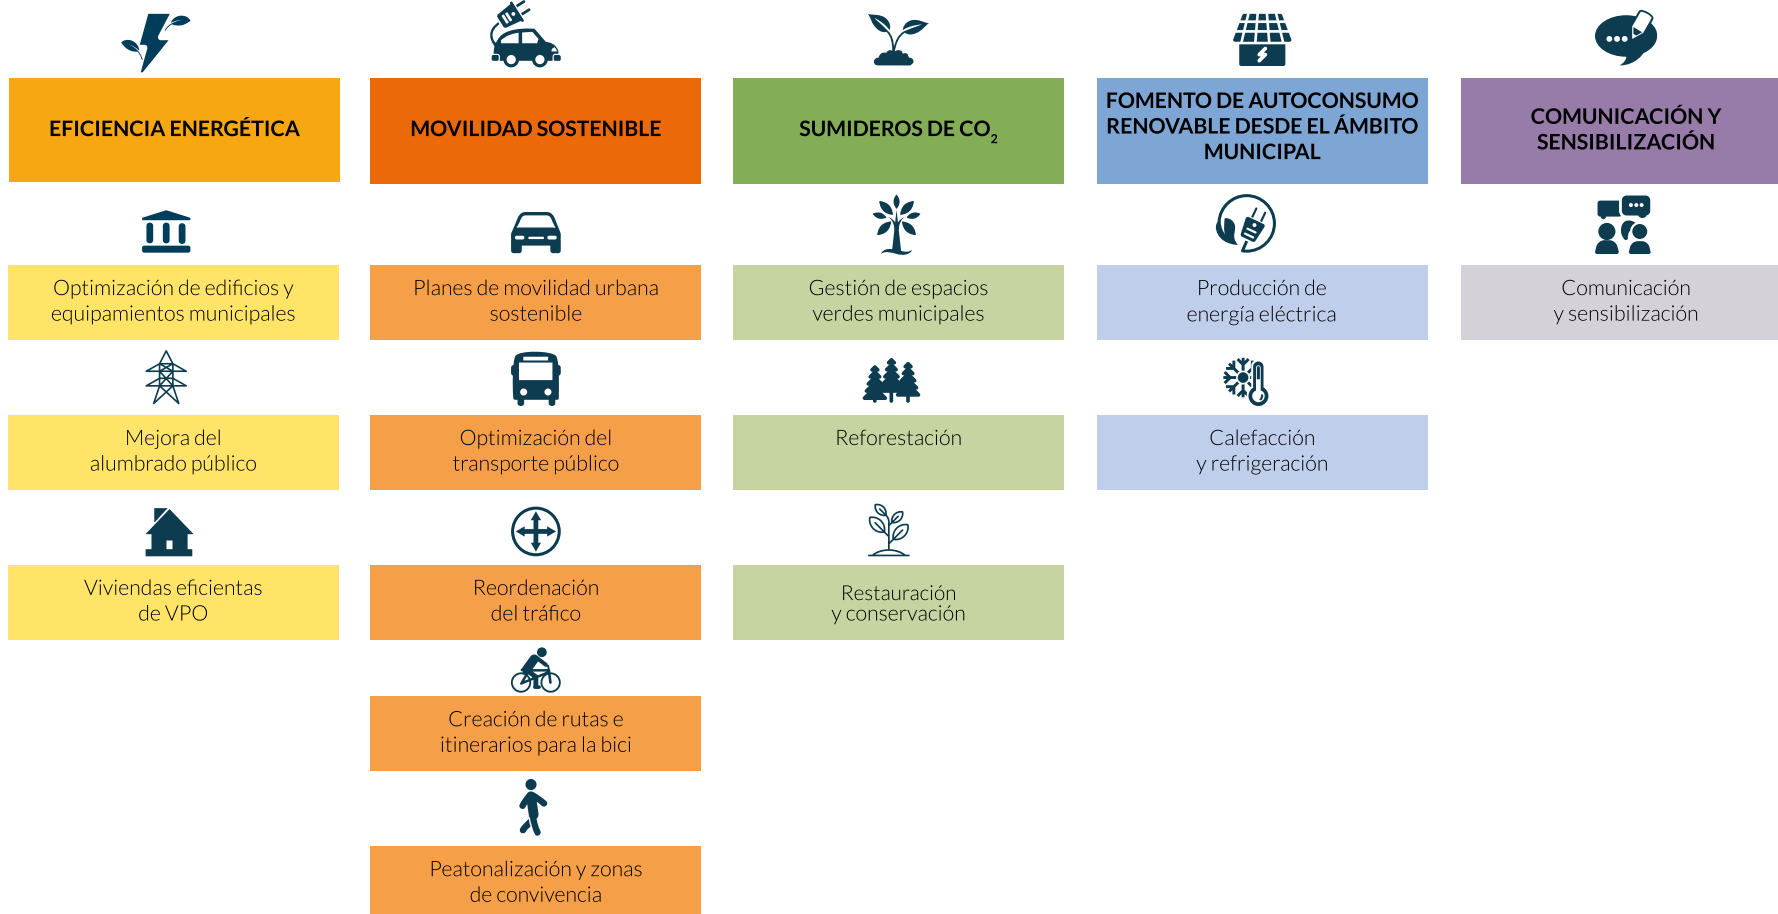 EFICIENCIA ENERGÉTICA
Optimización de edificios y
equipamientos municipales
Mejora del
alumbrado público
Viviendas eficientas
de VPO
MOVILIDAD SOSTENIBLE
Planes de movilidad urbana
sostenible
Optimización del
transporte público
Reordenación
del tráfico
Creación de rutas e
itinerarios para la bici
Peatonalización y zonas
de convivencia
SUMIDEROS DE CO₂
Gestión de espacios
verdes municipales
Reforestación
Restauración
y conservación
FOMENTO DE AUTOCONSUMO
RENOVABLE DESDE EL ÁMBITO
MUNICIPAL
Producción de
energía eléctrica
Calefacción
y refrigeración
COMUNICACIÓN Y
SENSIBILIZACIÓN
Comunicación
y sensibilización